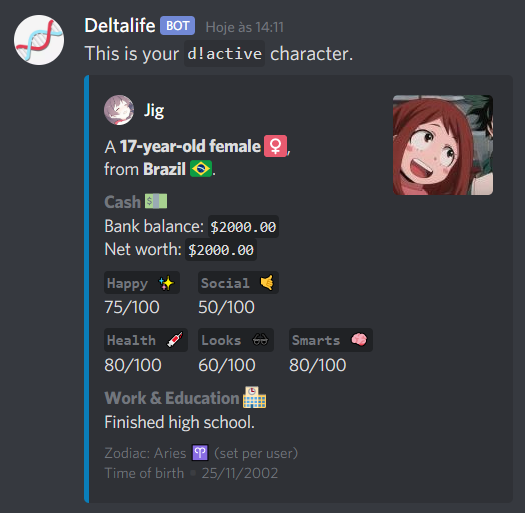 Deltalife BOT Hoje às 14:11
This is your d!active character.
Jig
A 17-year-old female ♀,
from Brazil 🇧🇷.
Cash 💵
Bank balance: $2000.00
Net worth: $2000.00
Happy ✨ Social 🤙
75/100 50/100
Health 💉 Looks 🕶 Smarts 🧠
80/100 60/100 80/100
Work & Education 🏫
Finished high school.
Zodiac: Aries ♈ (set per user)
Time of birth • 25/11/2002